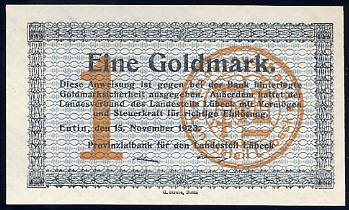 Eine Goldmark.
Diese Anweisung ist gegen bei der Bank hinterlegte
Goldmarksicherheit ausgegeben. Außerdem haftet der
Landesverband des Landesteils Lübeck mit Vermögen
und Steuerkraft für richtige Einlösung.
Eutin, 15. November 1923.
1
Provinzialbank für den Landesteil Lübeck